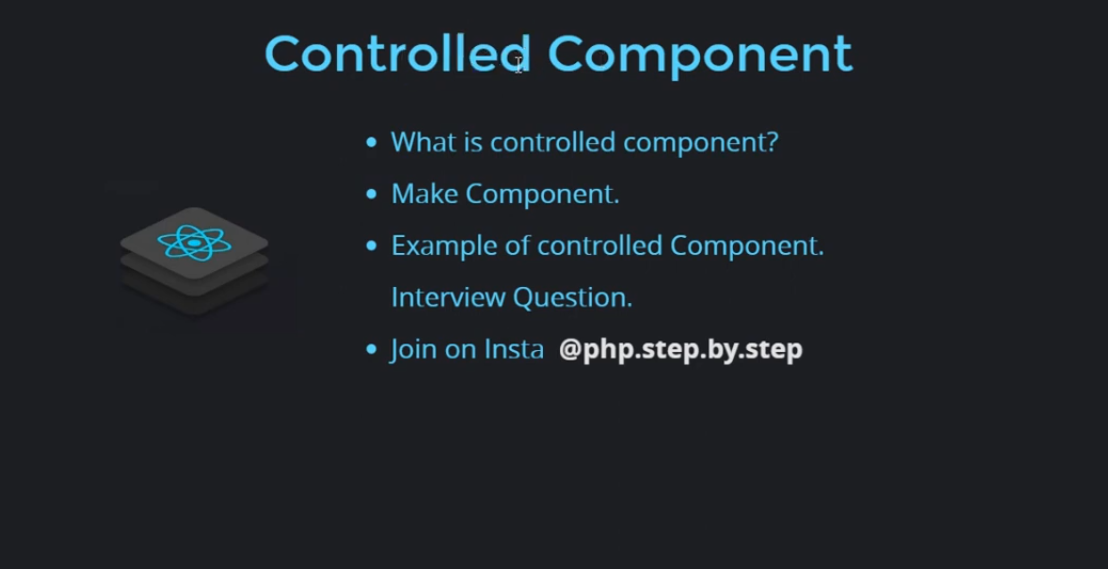 Controlled Component
• What is controlled component?
• Make Component.
• Example of controlled Component.
Interview Question.
• Join on Insta @php.step.by.step